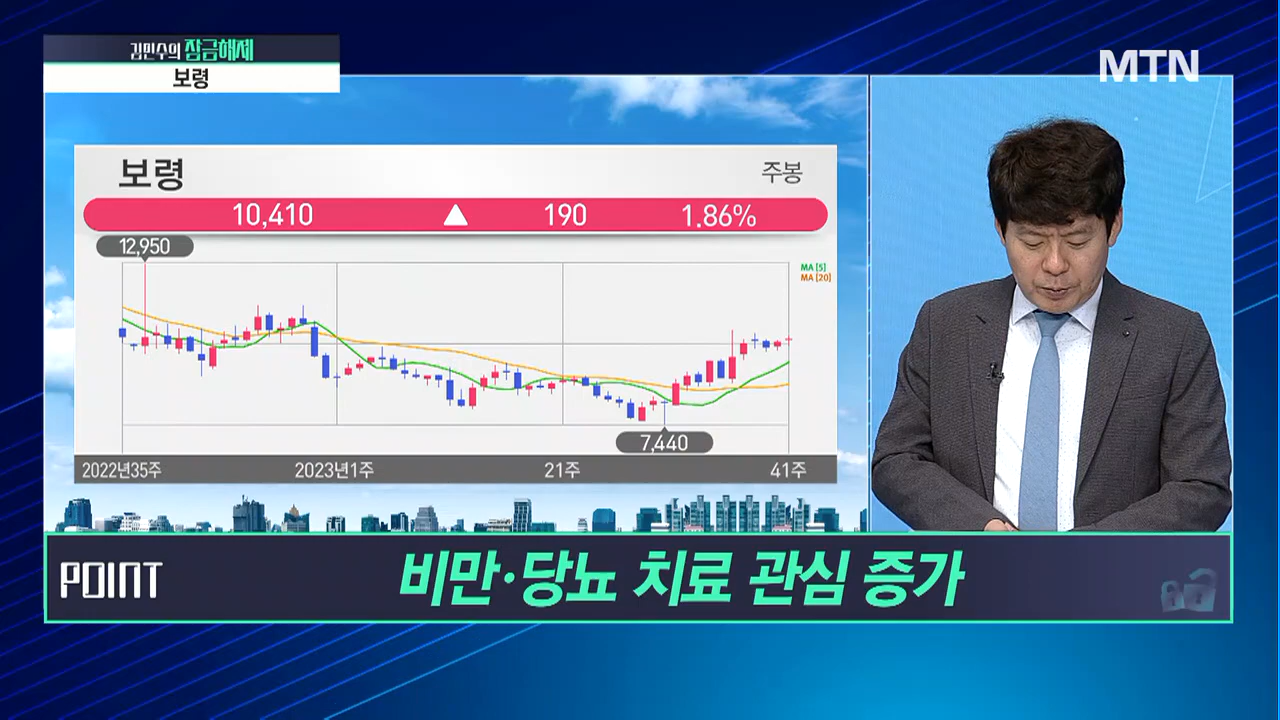 김민수의 잠금해제
보령
MTN
보령
주봉
10,410 ▲ 190 1.86%
12,950
MA [5]
MA [20]
7,440
2022년35주 2023년1주 21주 41주
POINT
비만·당뇨 치료 관심 증가